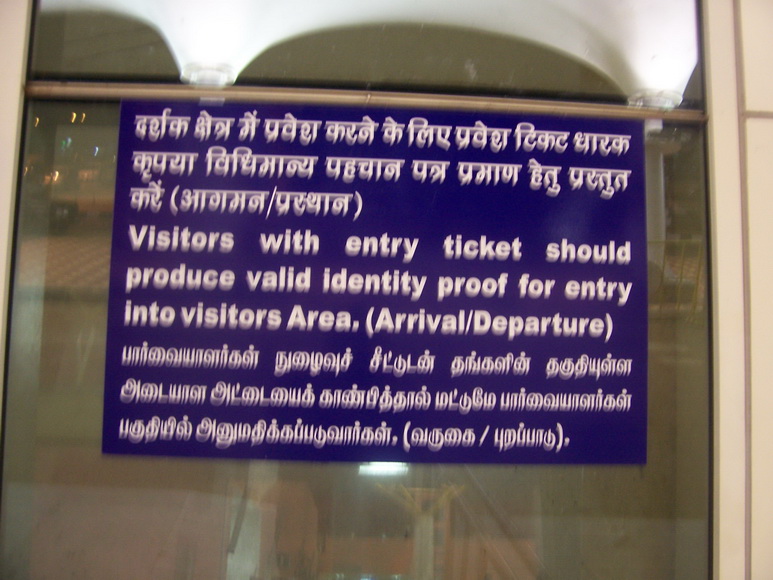 दर्शक क्षेत्र में प्रवेश करने के लिए प्रवेश टिकट धारक
कृपया विधिमान्य पहचान पत्र प्रमाण हेतु प्रस्तुत
करें (आगमन/प्रस्थान)
Visitors with entry ticket should
produce valid identity proof for entry
into visitors Area. (Arrival/Departure)
பார்வையாளர்கள் நுழைவுச் சீட்டுடன் தங்களின் தகுதியுள்ள
அடையாள அட்டையைக் காண்பித்தால் மட்டுமே பார்வையாளர்கள்
பகுதியில் அனுமதிக்கப்படுவார்கள். (வருகை / புறப்பாடு).